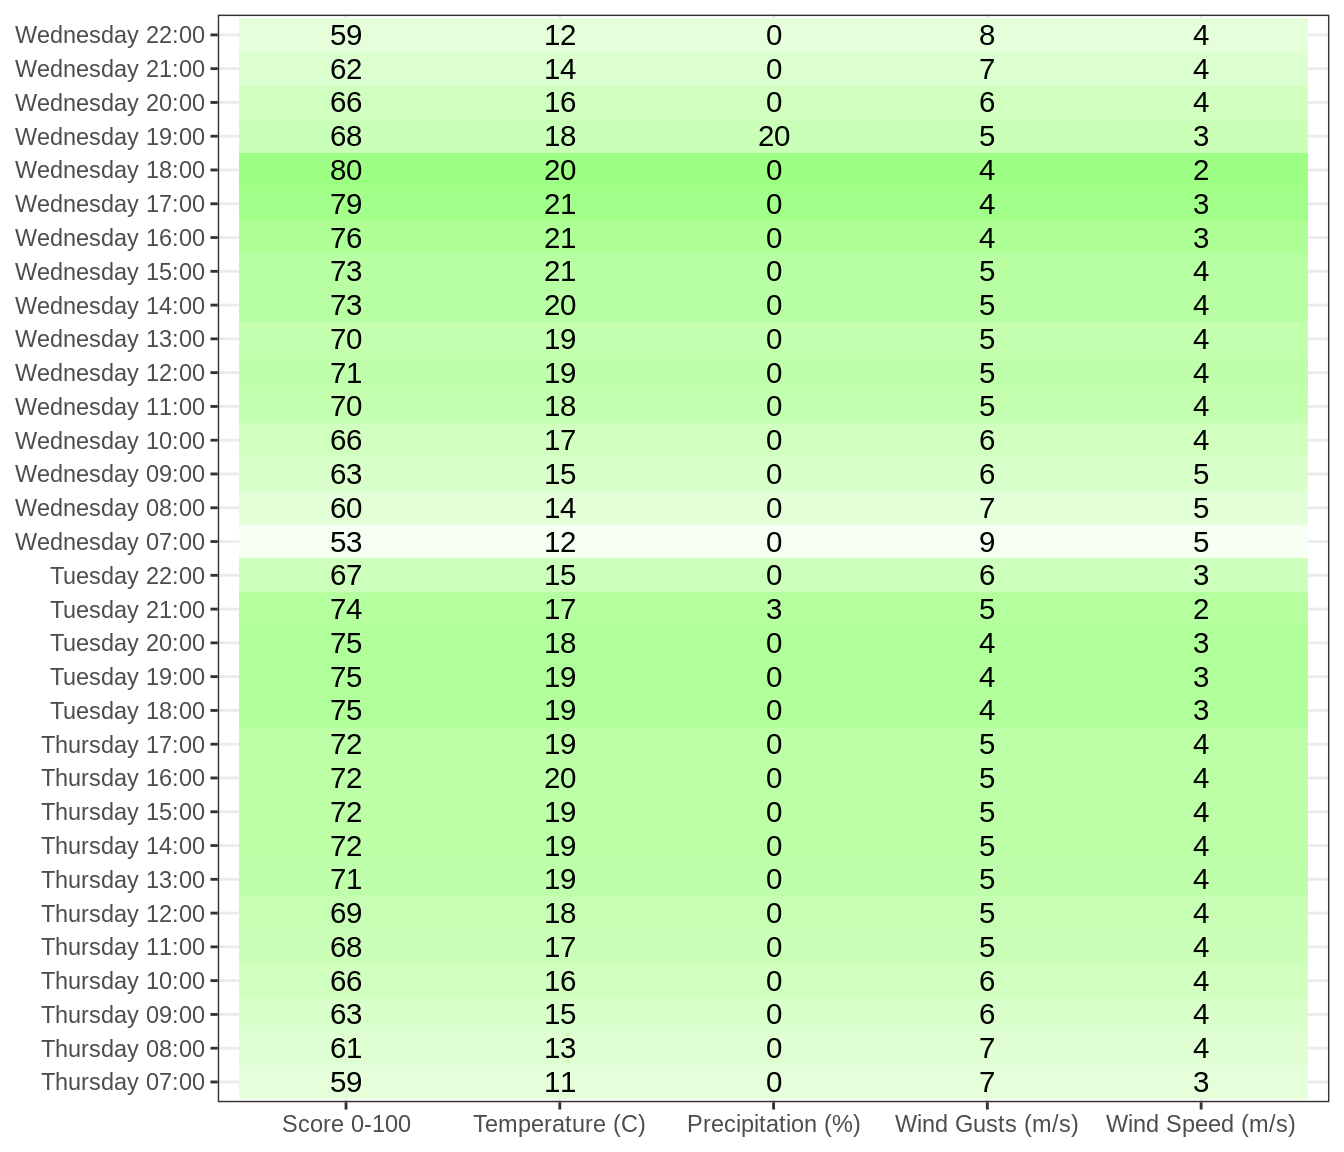 Wednesday 22:00 59 12 0 8 4
Wednesday 21:00 62 14 0 7 4
Wednesday 20:00 66 16 0 6 4
Wednesday 19:00 68 18 20 5 3
Wednesday 18:00 80 20 0 4 2
Wednesday 17:00 79 21 0 4 3
Wednesday 16:00 76 21 0 4 3
Wednesday 15:00 73 21 0 5 4
Wednesday 14:00 73 20 0 5 4
Wednesday 13:00 70 19 0 5 4
Wednesday 12:00 71 19 0 5 4
Wednesday 11:00 70 18 0 5 4
Wednesday 10:00 66 17 0 6 4
Wednesday 09:00 63 15 0 6 5
Wednesday 08:00 60 14 0 7 5
Wednesday 07:00 53 12 0 9 5
Tuesday 22:00 67 15 0 6 3
Tuesday 21:00 74 17 3 5 2
Tuesday 20:00 75 18 0 4 3
Tuesday 19:00 75 19 0 4 3
Tuesday 18:00 75 19 0 4 3
Thursday 17:00 72 19 0 5 4
Thursday 16:00 72 20 0 5 4
Thursday 15:00 72 19 0 5 4
Thursday 14:00 72 19 0 5 4
Thursday 13:00 71 19 0 5 4
Thursday 12:00 69 18 0 5 4
Thursday 11:00 68 17 0 5 4
Thursday 10:00 66 16 0 6 4
Thursday 09:00 63 15 0 6 4
Thursday 08:00 61 13 0 7 4
Thursday 07:00 59 11 0 7 3
Score 0-100 Temperature (C) Precipitation (%) Wind Gusts (m/s) Wind Speed (m/s)